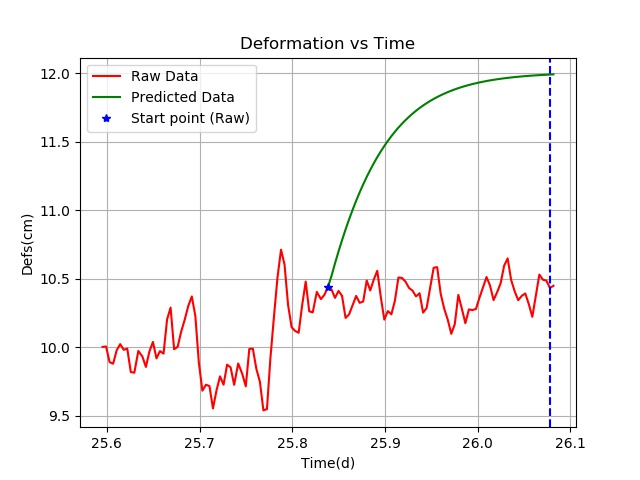 Deformation vs Time
Raw Data
Predicted Data
Start point (Raw)
12.0
11.5
11.0
10.5
10.0
9.5
Defs(cm)
25.6 25.7 25.8 25.9 26.0 26.1
Time(d)